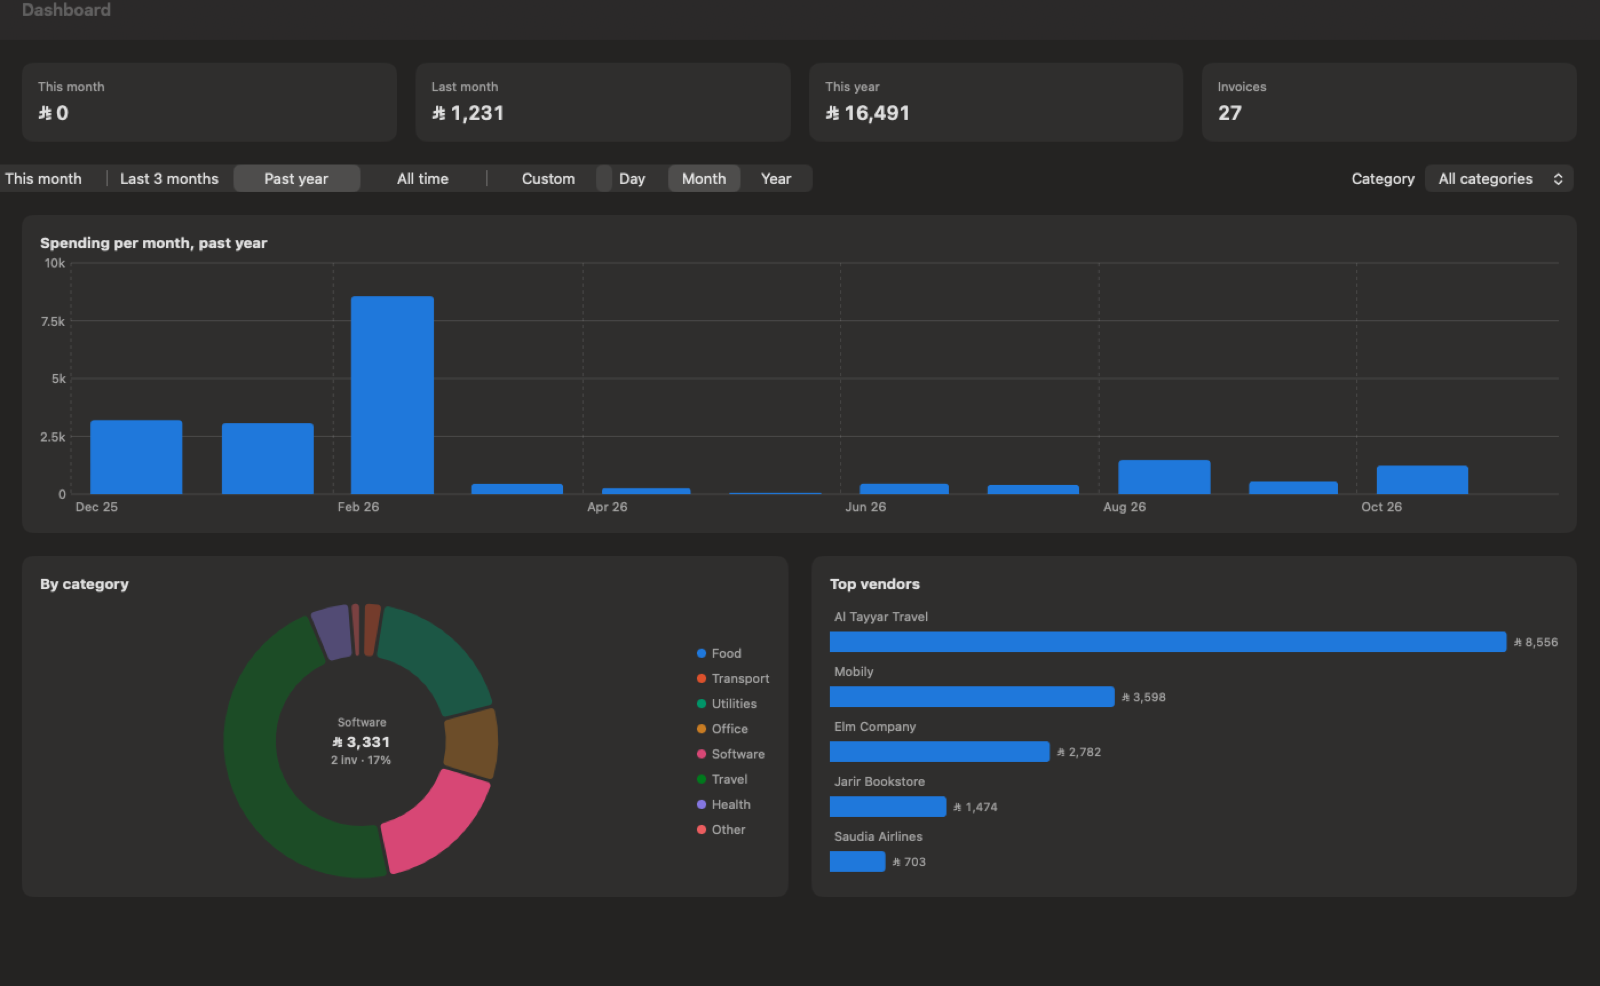 Dashboard
This month
⃁ 0
Last month
⃁ 1,231
This year
⃁ 16,491
Invoices
27
This month | Last 3 months Past year All time | Custom Day Month Year Category All categories
Spending per month, past year
10k
7.5k
5k
2.5k
0
Dec 25 Feb 26 Apr 26 Jun 26 Aug 26 Oct 26
By category
Software
⃁ 3,331
2 inv · 17%
Food
Transport
Utilities
Office
Software
Travel
Health
Other
Top vendors
Al Tayyar Travel
⃁ 8,556
Mobily
⃁ 3,598
Elm Company
⃁ 2,782
Jarir Bookstore
⃁ 1,474
Saudia Airlines
⃁ 703